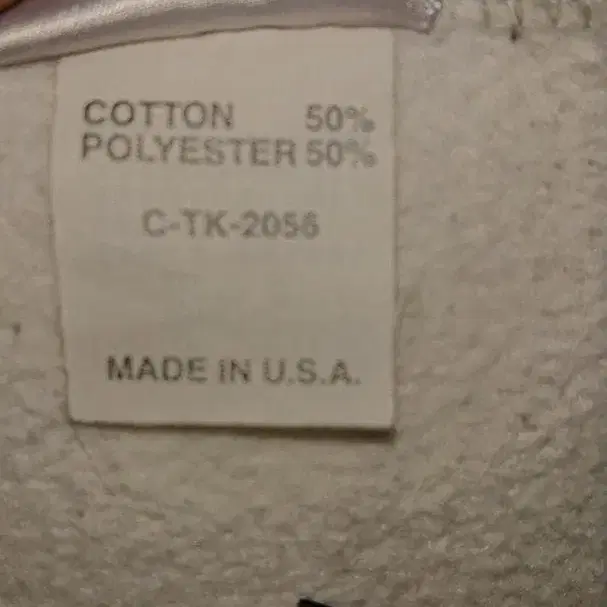 COTTON 50%
POLYESTER 50%
C-TK-2056
MADE IN U.S.A.